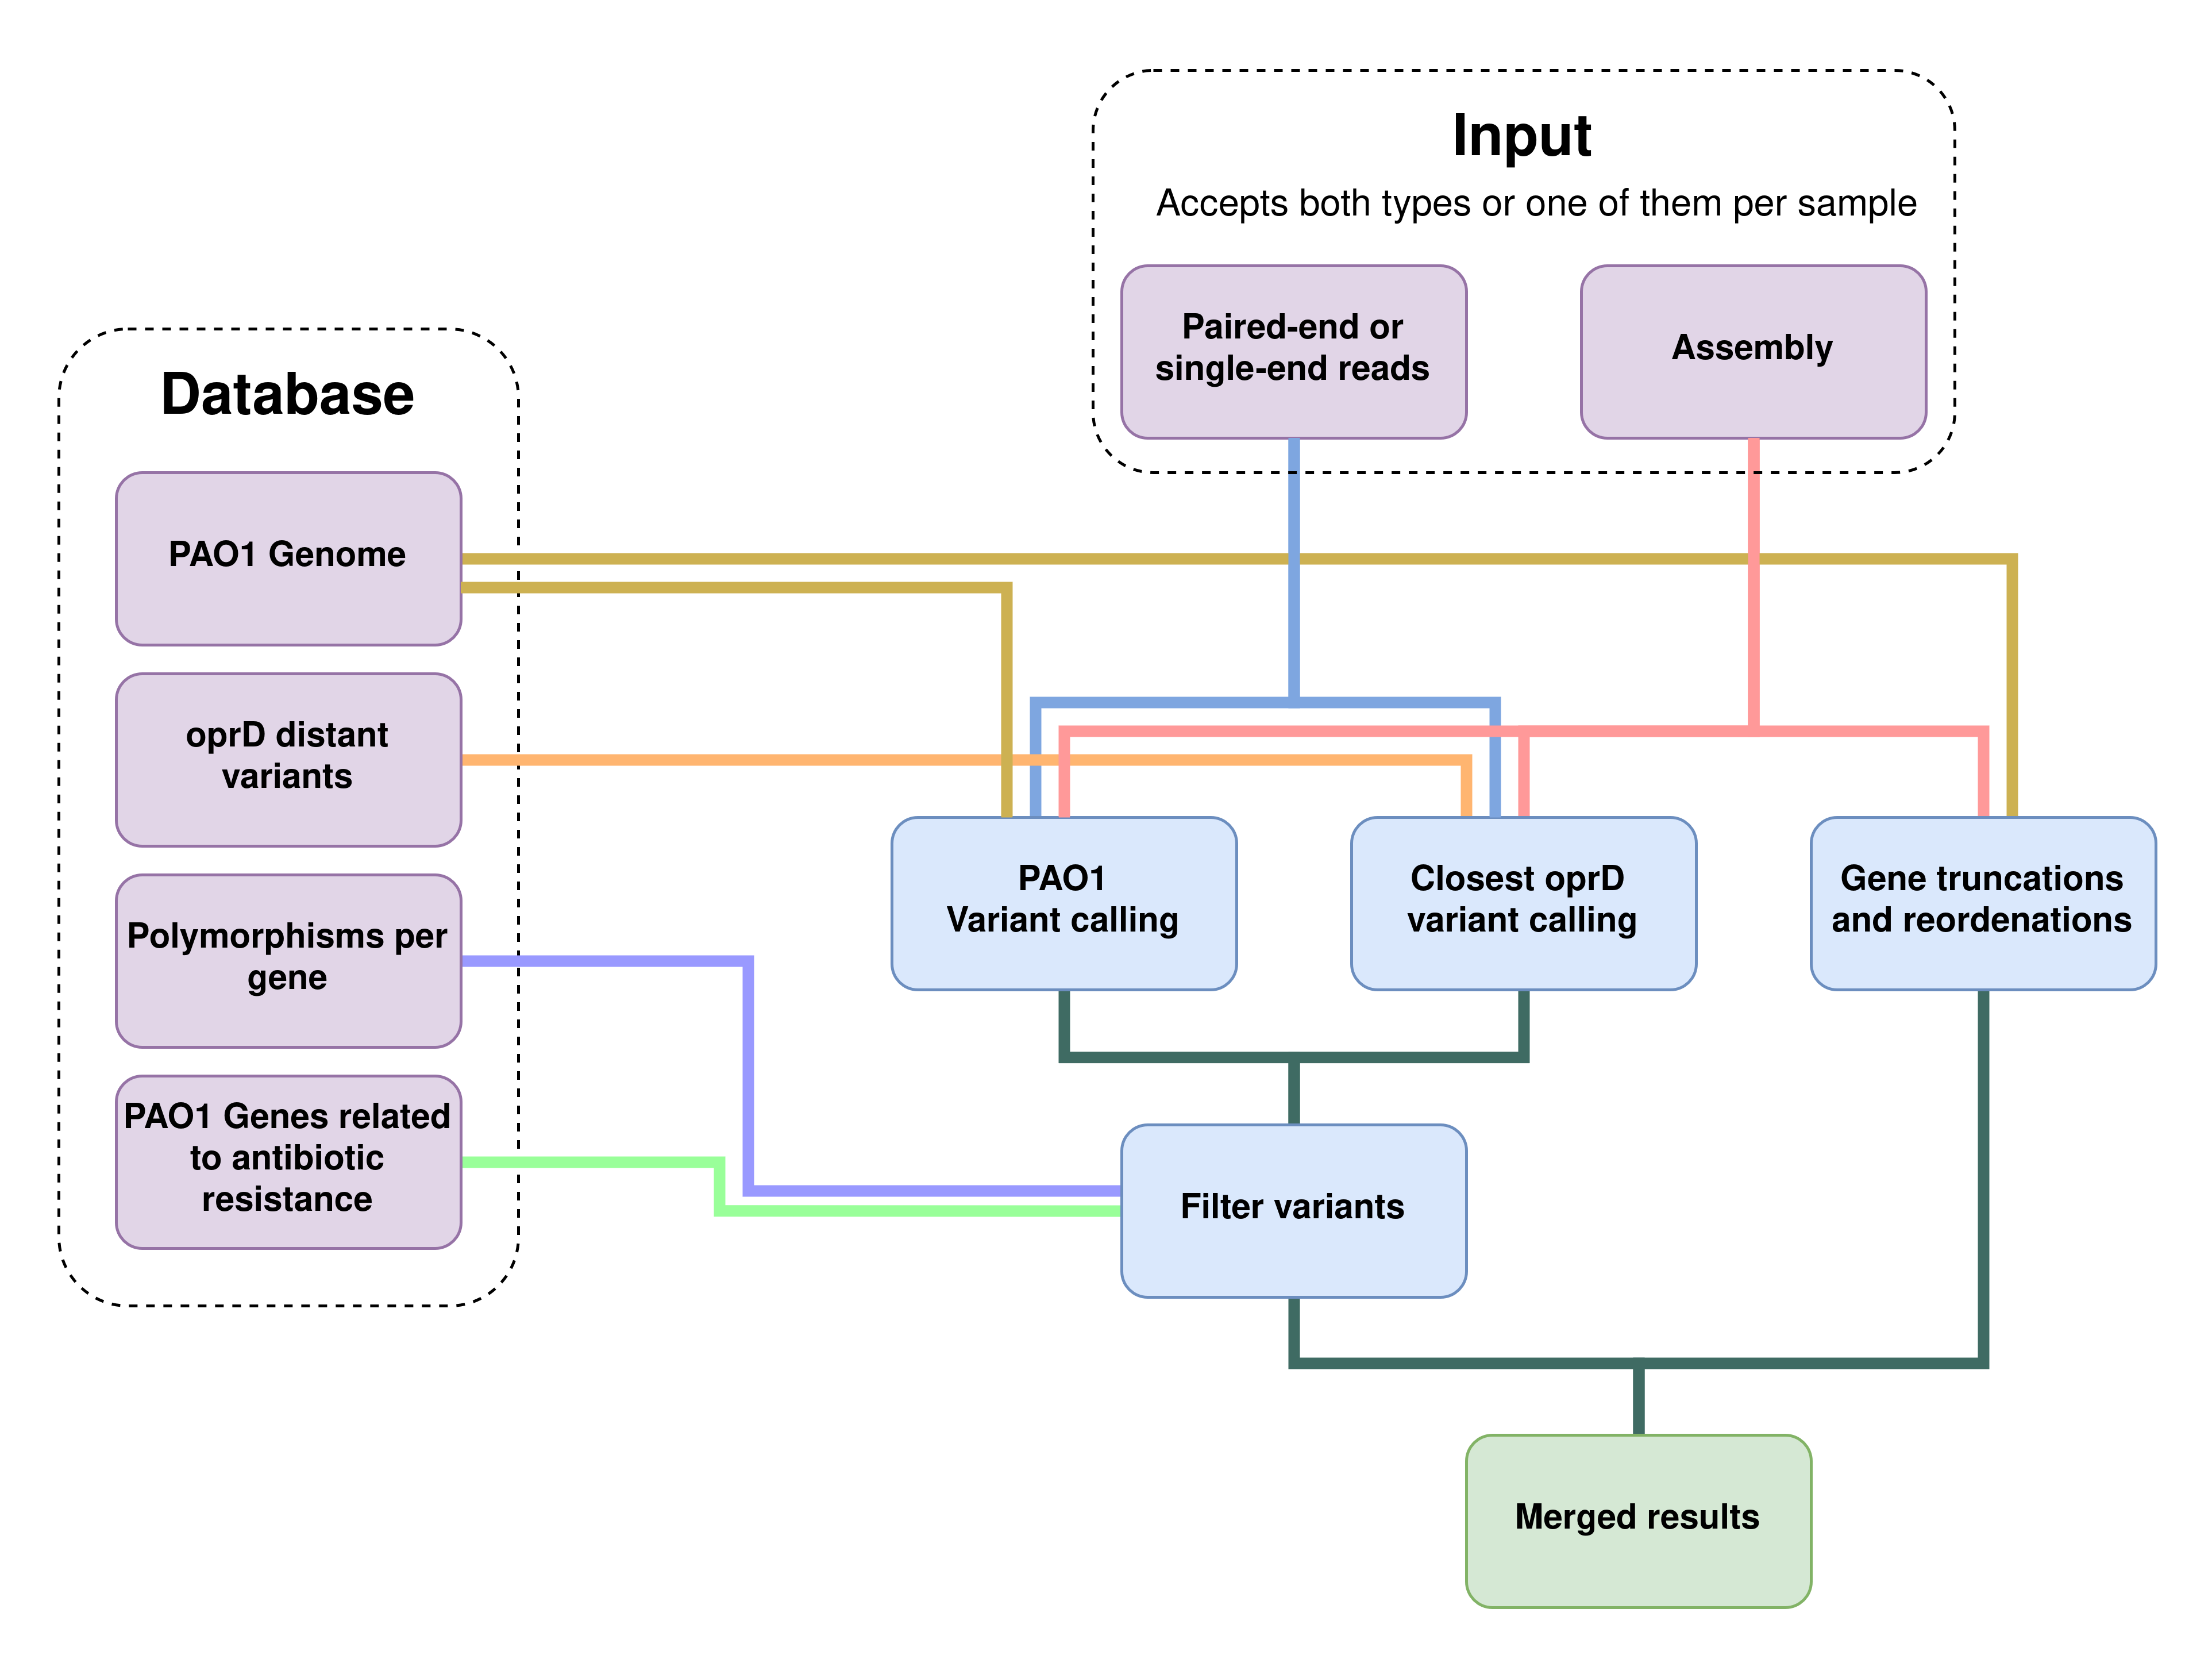 Input
Accepts both types or one of them per sample
Paired-end or
single-end reads
Assembly
Database
PAO1 Genome
oprD distant
variants
Polymorphisms per
gene
PAO1 Genes related
to antibiotic
resistance
PAO1
Variant calling
Closest oprD
variant calling
Gene truncations
and reordenations
Filter variants
Merged results